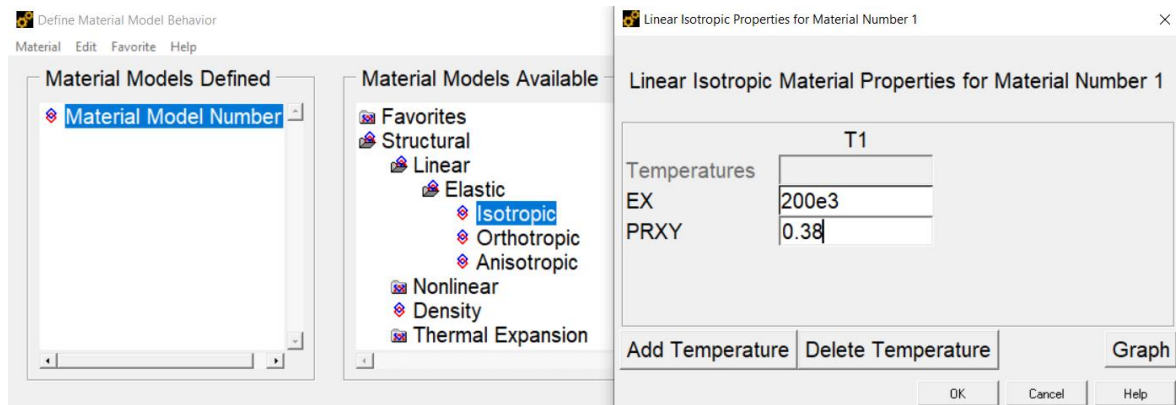 Define Material Model Behavior
Material Edit Favorite Help
Material Models Defined
Material Model Number
Material Models Available
Favorites
Structural
Linear
Elastic
Isotropic
Orthotropic
Anisotropic
Nonlinear
Density
Thermal Expansion
Linear Isotropic Properties for Material Number 1
Linear Isotropic Material Properties for Material Number 1
T1
Temperatures
EX 200e3
PRXY 0.38
Add Temperature Delete Temperature Graph
OK Cancel Help